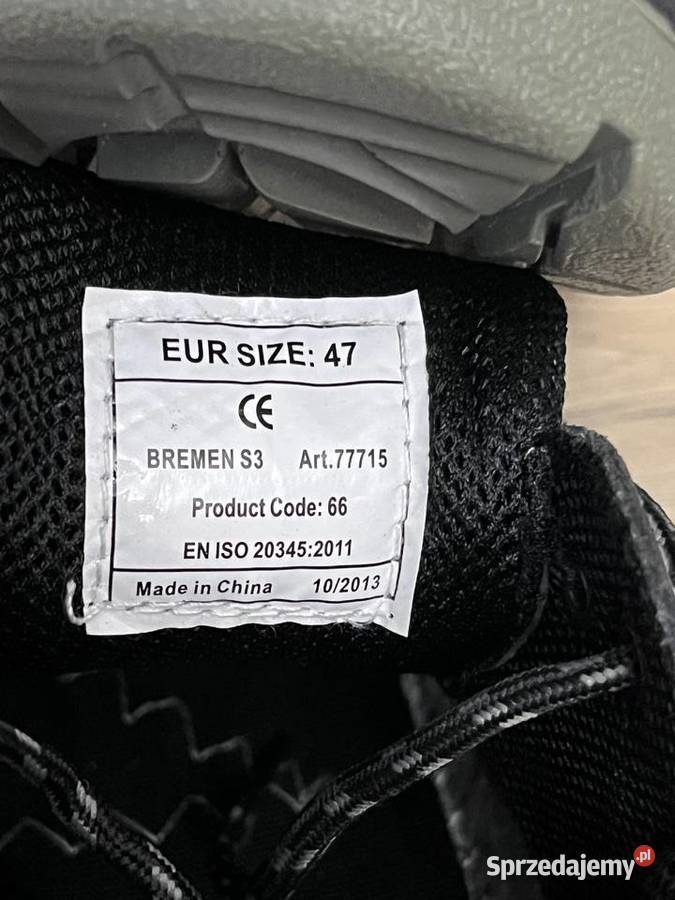 EUR SIZE: 47
CE
BREMEN S3 Art.77715
Product Code: 66
EN ISO 20345:2011
Made in China 10/2013
Sprzedajemy.pl